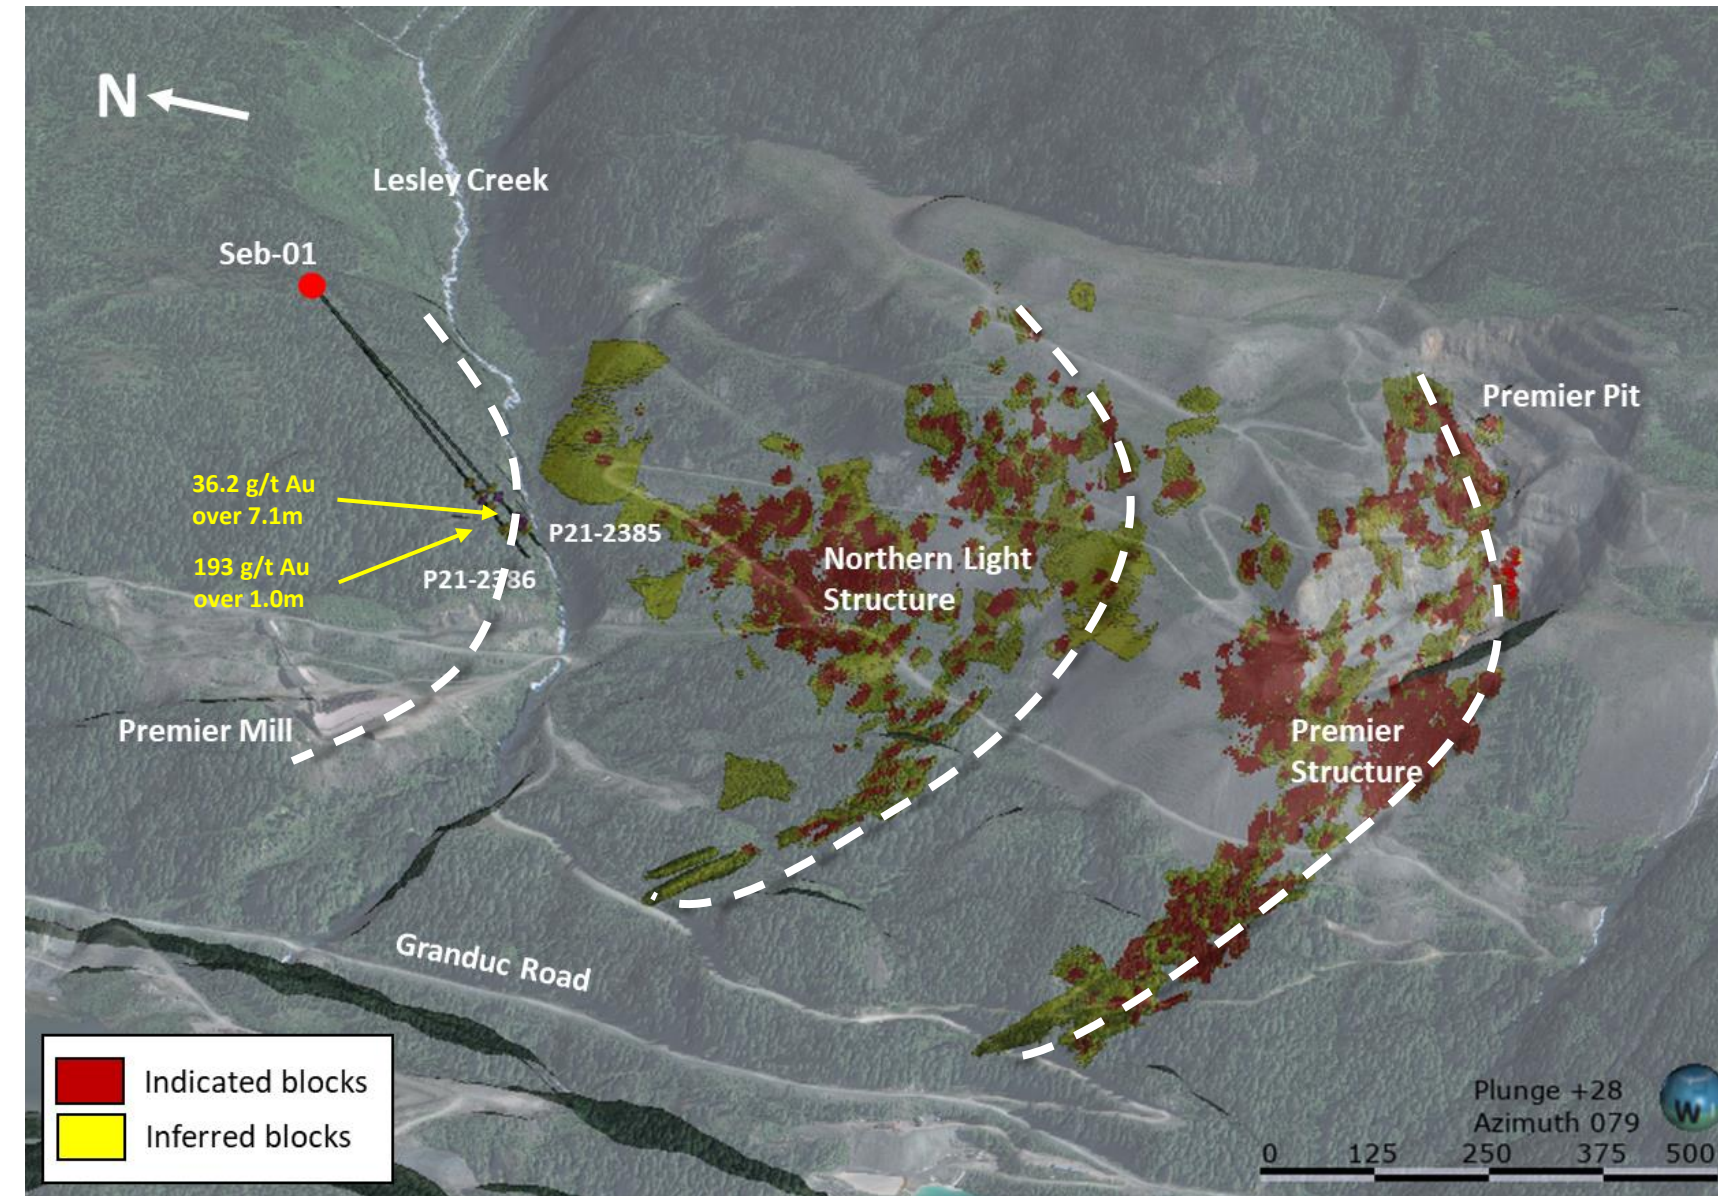 N
Lesley Creek
Seb-01
Premier Pit
36.2 g/t Au
over 7.1m
P21-2385
193 g/t Au
over 1.0m
P21-2386
Northern Light
Structure
Premier Mill
Premier
Structure
Granduc Road
Indicated blocks
Inferred blocks
Plunge +28
Azimuth 079
W
0 125 250 375 500